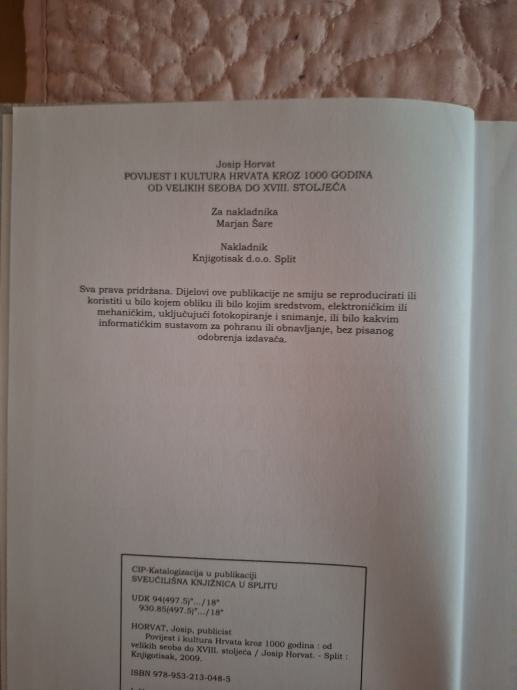 Josip Horvat
POVIJEST I KULTURA HRVATA KROZ 1000 GODINA
OD VELIKIH SEOBA DO XVIII. STOLJEĆA
Za nakladnika
Marjan Šare
Nakladnik
Knjigotisak d.o.o. Split
Sva prava pridržana. Dijelovi ove publikacije ne smiju se reproducirati ili
koristiti u bilo kojem obliku ili bilo kojim sredstvom, elektroničkim ili
mehaničkim, uključujući fotokopiranje i snimanje, ili bilo kakvim
informatičkim sustavom za pohranu ili obnavljanje, bez pisanog
odobrenja izdavača.
CIP-Katalogizacija u publikaciji
SVEUČILIŠNA KNJIŽNICA U SPLITU
UDK 94(497.5)".../18"
930.85(497.5)".../18"
HORVAT, Josip, publicist
Povijest i kultura Hrvata kroz 1000 godina : od
velikih seoba do XVIII. stoljeća / Josip Horvat. - Split :
Knjigotisak, 2009.
ISBN 978-953-213-048-5